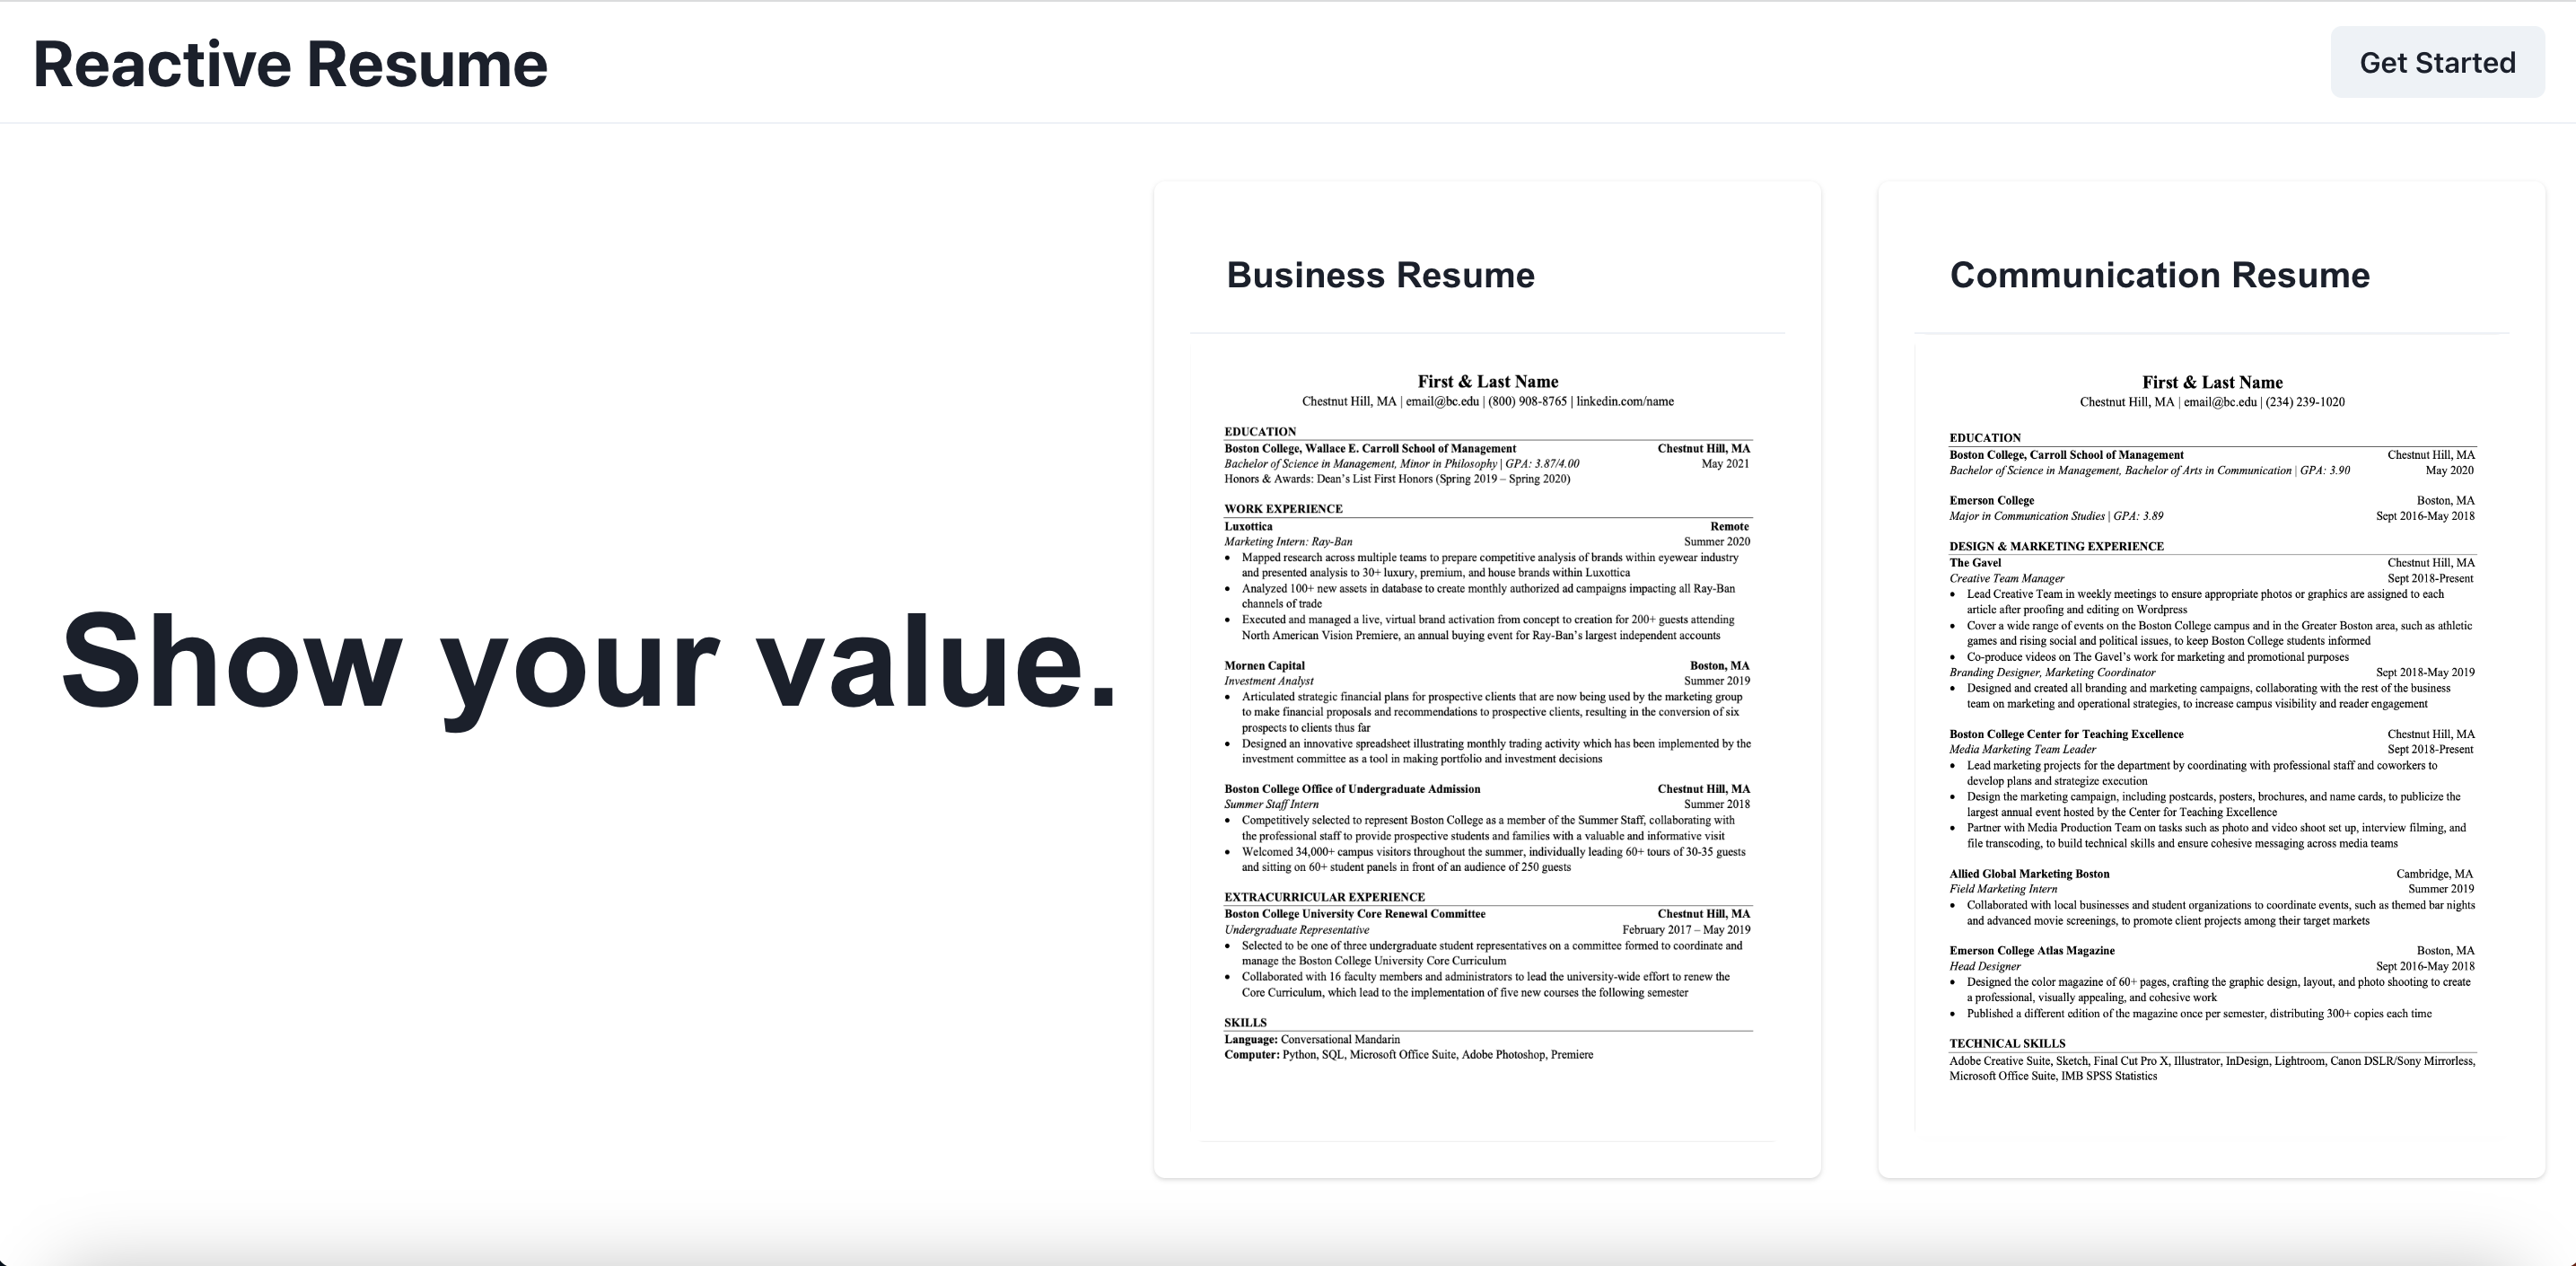 Reactive Resume
Get Started
Show your value.
Business Resume
First & Last Name
Chestnut Hill, MA | email@bc.edu | (800) 908-8765 | linkedin.com/name
EDUCATION
Boston College, Wallace E. Carroll School of Management Chestnut Hill, MA
Bachelor of Science in Management, Minor in Philosophy | GPA: 3.87/4.00 May 2021
Honors & Awards: Dean's List First Honors (Spring 2019 – Spring 2020)
WORK EXPERIENCE
Luxottica Remote
Marketing Intern: Ray-Ban Summer 2020
• Mapped research across multiple teams to prepare competitive analysis of brands within eyewear industry
and presented analysis to 30+ luxury, premium, and house brands within Luxottica
• Analyzed 100+ new assets in database to create monthly authorized ad campaigns impacting all Ray-Ban
channels of trade
• Executed and managed a live, virtual brand activation from concept to creation for 200+ guests attending
North American Vision Premiere, an annual buying event for Ray-Ban's largest independent accounts
Mornen Capital Boston, MA
Investment Analyst Summer 2019
• Articulated strategic financial plans for prospective clients that are now being used by the marketing group
to make financial proposals and recommendations to prospective clients, resulting in the conversion of six
prospects to clients thus far
• Designed an innovative spreadsheet illustrating monthly trading activity which has been implemented by the
investment committee as a tool in making portfolio and investment decisions
Boston College Office of Undergraduate Admission Chestnut Hill, MA
Summer Staff Intern Summer 2018
• Competitively selected to represent Boston College as a member of the Summer Staff, collaborating with
the professional staff to provide prospective students and families with a valuable and informative visit
• Welcomed 34,000+ campus visitors throughout the summer, individually leading 60+ tours of 30-35 guests
and sitting on 60+ student panels in front of an audience of 250 guests
EXTRACURRICULAR EXPERIENCE
Boston College University Core Renewal Committee Chestnut Hill, MA
Undergraduate Representative February 2017 – May 2019
• Selected to be one of three undergraduate student representatives on a committee formed to coordinate and
manage the Boston College University Core Curriculum
• Collaborated with 16 faculty members and administrators to lead the university-wide effort to renew the
Core Curriculum, which lead to the implementation of five new courses the following semester
SKILLS
Language: Conversational Mandarin
Computer: Python, SQL, Microsoft Office Suite, Adobe Photoshop, Premiere
Communication Resume
First & Last Name
Chestnut Hill, MA | email@bc.edu | (234) 239-1020
EDUCATION
Boston College, Carroll School of Management Chestnut Hill, MA
Bachelor of Science in Management, Bachelor of Arts in Communication | GPA: 3.90 May 2020
Emerson College Boston, MA
Major in Communication Studies | GPA: 3.89 Sept 2016-May 2018
DESIGN & MARKETING EXPERIENCE
The Gavel Chestnut Hill, MA
Creative Team Manager Sept 2018-Present
• Lead Creative Team in weekly meetings to ensure appropriate photos or graphics are assigned to each
article after proofing and editing on Wordpress
• Cover a wide range of events on the Boston College campus and in the Greater Boston area, such as athletic
games and rising social and political issues, to keep Boston College students informed
• Co-produce videos on The Gavel's work for marketing and promotional purposes
Branding Designer, Marketing Coordinator Sept 2018-May 2019
• Designed and created all branding and marketing campaigns, collaborating with the rest of the business
team on marketing and operational strategies, to increase campus visibility and reader engagement
Boston College Center for Teaching Excellence Chestnut Hill, MA
Media Marketing Team Leader Sept 2018-Present
• Lead marketing projects for the department by coordinating with professional staff and coworkers to
develop plans and strategize execution
• Design the marketing campaign, including postcards, posters, brochures, and name cards, to publicize the
largest annual event hosted by the Center for Teaching Excellence
• Partner with Media Production Team on tasks such as photo and video shoot set up, interview filming, and
file transcoding, to build technical skills and ensure cohesive messaging across media teams
Allied Global Marketing Boston Cambridge, MA
Field Marketing Intern Summer 2019
• Collaborated with local businesses and student organizations to coordinate events, such as themed bar nights
and advanced movie screenings, to promote client projects among their target markets
Emerson College Atlas Magazine Boston, MA
Head Designer Sept 2016-May 2018
• Designed the color magazine of 60+ pages, crafting the graphic design, layout, and photo shooting to create
a professional, visually appealing, and cohesive work
• Published a different edition of the magazine once per semester, distributing 300+ copies each time
TECHNICAL SKILLS
Adobe Creative Suite, Sketch, Final Cut Pro X, Illustrator, InDesign, Lightroom, Canon DSLR/Sony Mirrorless,
Microsoft Office Suite, IMB SPSS Statistics